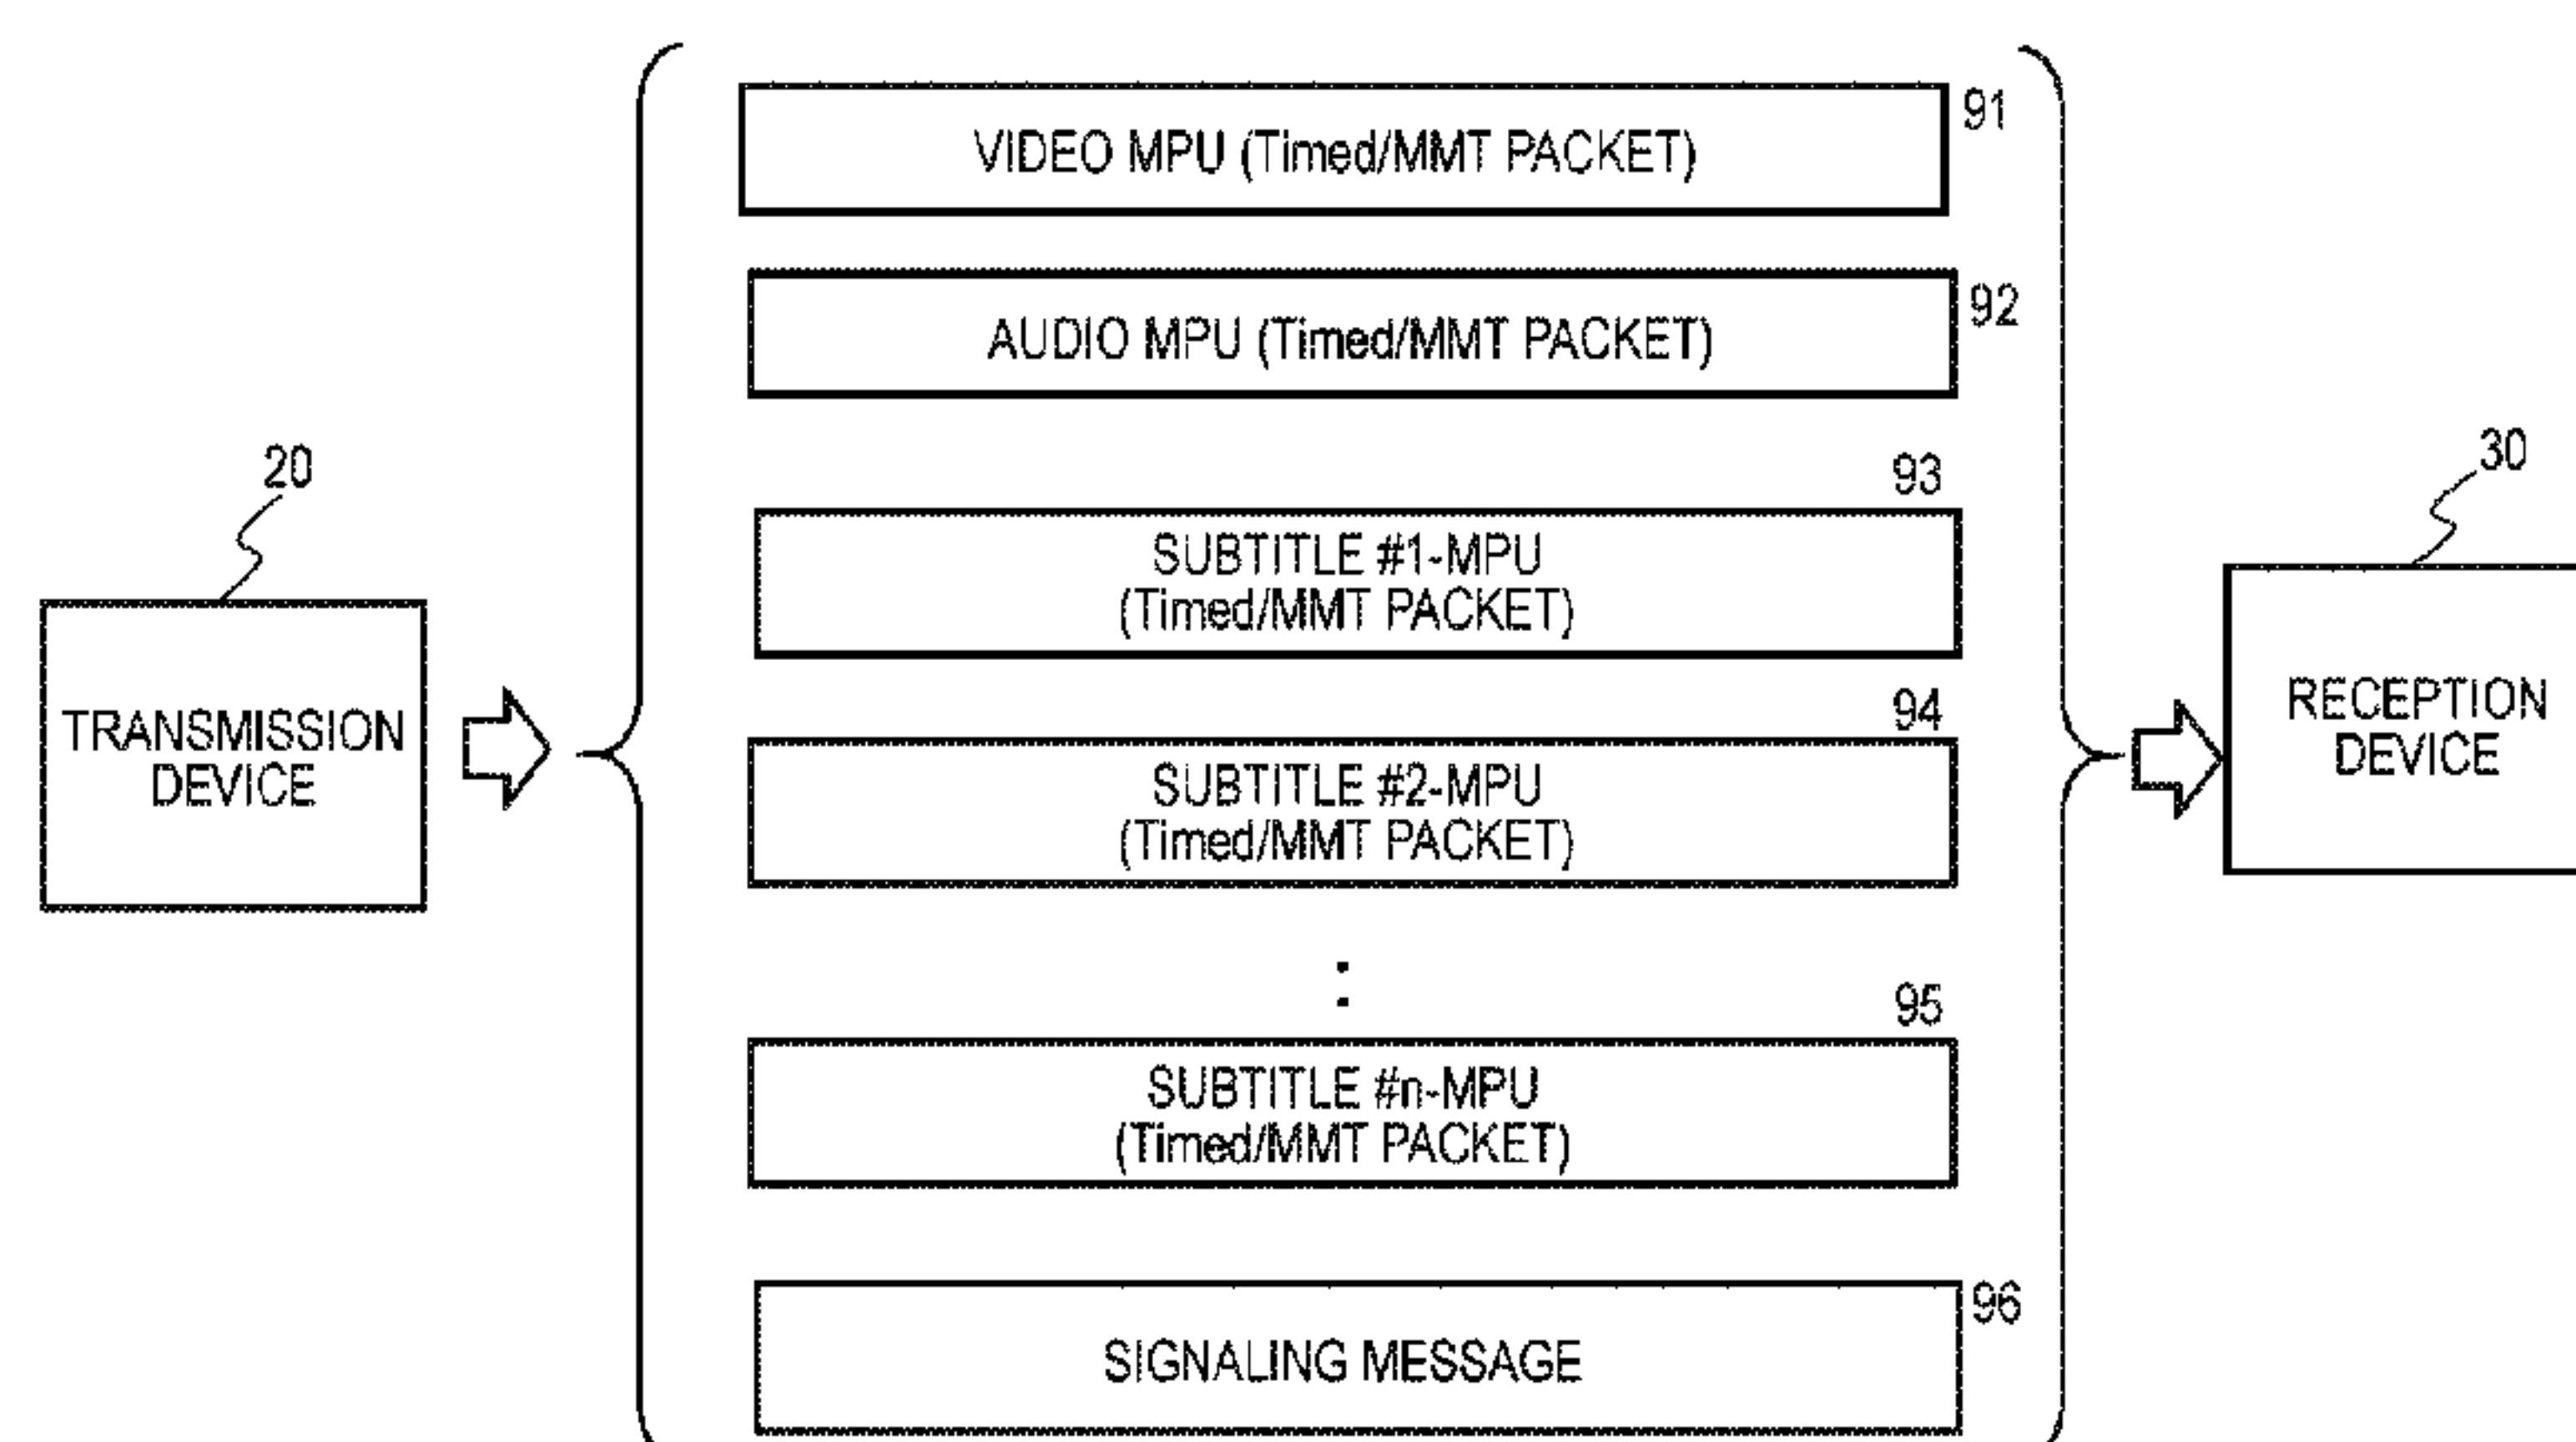 20
TRANSMISSION
DEVICE
VIDEO MPU (Timed/MMT PACKET)
91
AUDIO MPU (Timed/MMT PACKET)
92
93
SUBTITLE #1-MPU
(Timed/MMT PACKET)
94
SUBTITLE #2-MPU
(Timed/MMT PACKET)
:
95
SUBTITLE #n-MPU
(Timed/MMT PACKET)
96
SIGNALING MESSAGE
30
RECEPTION
DEVICE